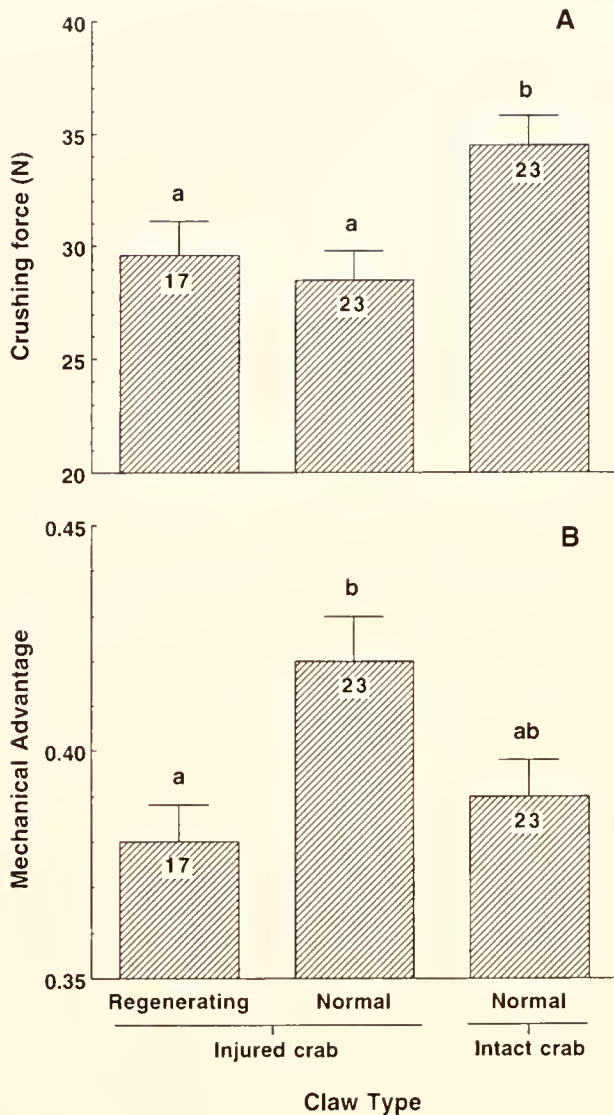 A
40
35
30
25
20
Crushing force (N)
a
a
b
17
23
23
B
0.45
0.40
0.35
Mechanical Advantage
a
b
ab
17
23
23
Regenerating Normal Normal
Injured crab Intact crab
Claw Type